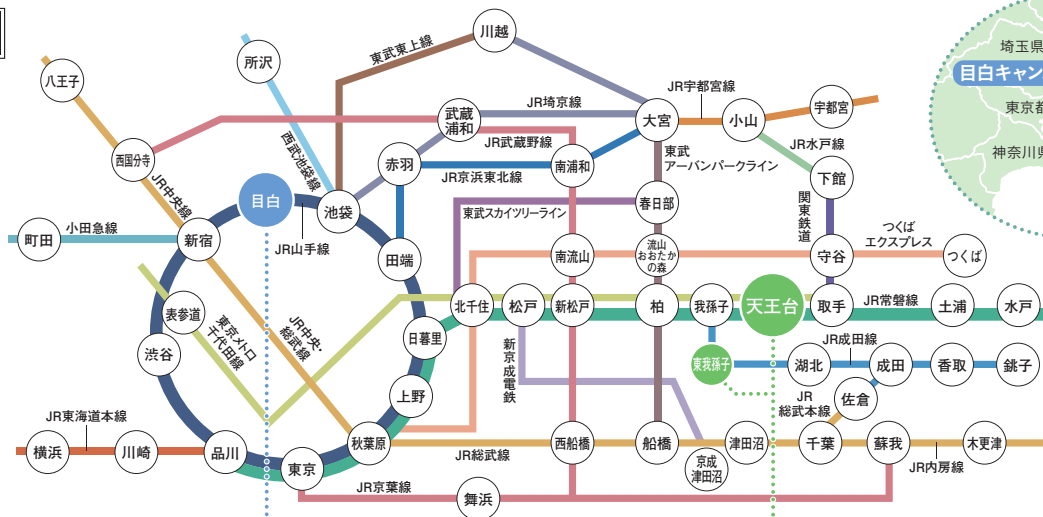 川越
東武東上線
所沢
八王子
埼玉県
目白キャン
東京都
神奈川県
JR埼京線
JR宇都宮線
武蔵
浦和
大宮
小山
宇都宮
JR武蔵野線
西国分寺
西武池袋線
赤羽
JR京浜東北線
南浦和
東武
アーバンパークライン
JR水戸線
下館
JR中央線
目白
池袋
東武スカイツリーライン
春日部
関東鉄道
町田
小田急線
新宿
JR山手線
田端
南流山
流山
おおたか
の森
守谷
つくば
エクスプレス
つくば
表参道
東京メトロ
千代田線
JR中央・
総武線
北千住
松戸
新松戸
柏
我孫子
天王台
取手
JR常磐線
土浦
水戸
渋谷
日暮里
新京成電鉄
東我孫子
湖北
JR成田線
成田
香取
銚子
上野
佐倉
JR
総武本線
JR東海道本線
横浜
川崎
品川
東京
秋葉原
JR総武線
西船橋
船橋
京成
津田沼
津田沼
千葉
蘇我
JR内房線
木更津
JR京葉線
舞浜